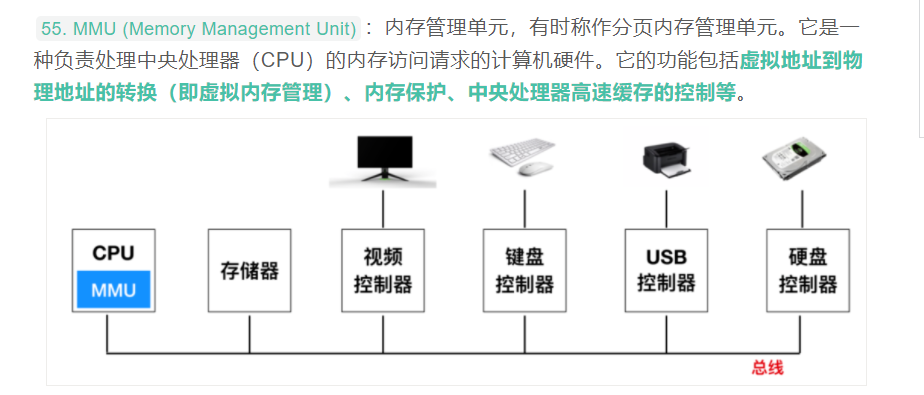 55. MMU (Memory Management Unit)： 内存管理单元，有时称作分页内存管理单元。它是一
种负责处理中央处理器（CPU）的内存访问请求的计算机硬件。它的功能包括虚拟地址到物
理地址的转换（即虚拟内存管理）、内存保护、中央处理器高速缓存的控制等。
CPU
MMU
存储器
视频
控制器
键盘
控制器
USB
控制器
硬盘
控制器
总线